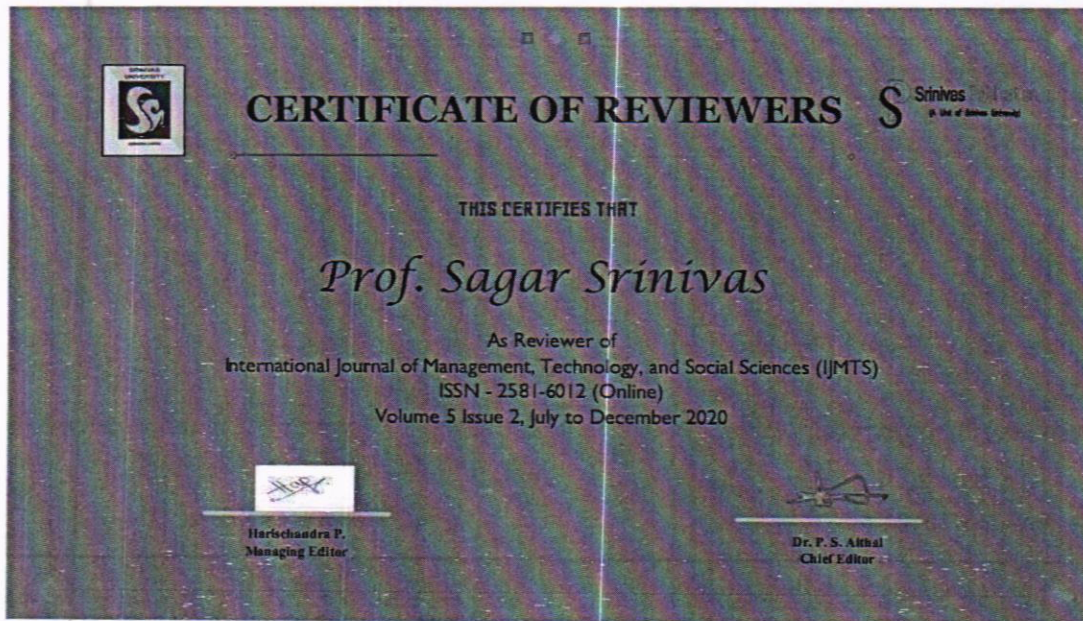 SRINIVAS
UNIVERSITY
CERTIFICATE OF REVIEWERS
Srinivas
THIS CERTIFIES THAT
Prof. Sagar Srinivas
As Reviewer of
International Journal of Management, Technology, and Social Sciences (IJMTS)
ISSN - 2581-6012 (Online)
Volume 5 Issue 2, July to December 2020
Harischandra P.
Managing Editor
Dr. P. S. Aithal
Chief Editor